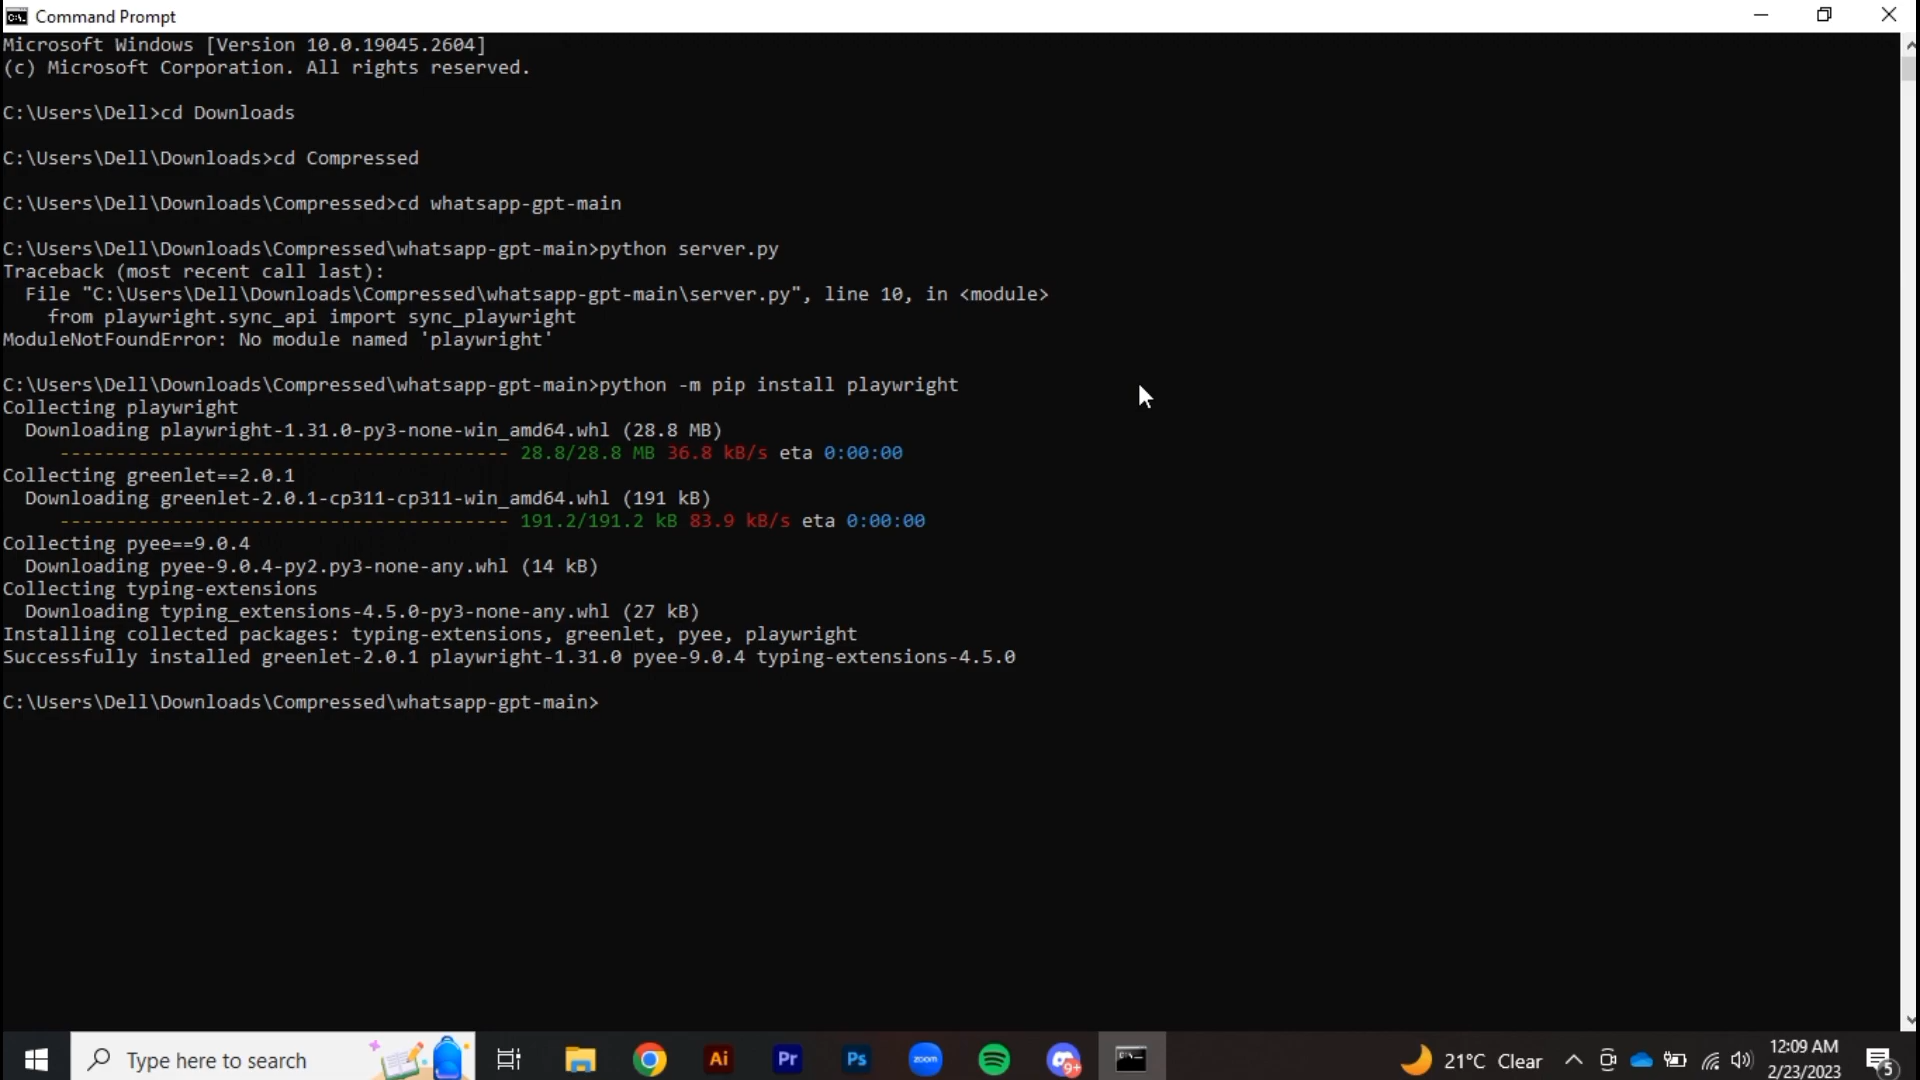 Command Prompt
Microsoft Windows [Version 10.0.19045.2604]
(c) Microsoft Corporation. All rights reserved.
C:\Users\Dell>cd Downloads
C:\Users\Dell\Downloads>cd Compressed
C:\Users\Dell\Downloads\Compressed>cd whatsapp-gpt-main
C:\Users\Dell\Downloads\Compressed\whatsapp-gpt-main>python server.py
Traceback (most recent call last):
  File "C:\Users\Dell\Downloads\Compressed\whatsapp-gpt-main\server.py", line 10, in <module>
    from playwright.sync_api import sync_playwright
ModuleNotFoundError: No module named 'playwright'
C:\Users\Dell\Downloads\Compressed\whatsapp-gpt-main>python -m pip install playwright
Collecting playwright
  Downloading playwright-1.31.0-py3-none-win_amd64.whl (28.8 MB)
     ---------------------------------------- 28.8/28.8 MB 36.8 kB/s eta 0:00:00
Collecting greenlet==2.0.1
  Downloading greenlet-2.0.1-cp311-cp311-win_amd64.whl (191 kB)
     ---------------------------------------- 191.2/191.2 kB 83.9 kB/s eta 0:00:00
Collecting pyee==9.0.4
  Downloading pyee-9.0.4-py2.py3-none-any.whl (14 kB)
Collecting typing-extensions
  Downloading typing_extensions-4.5.0-py3-none-any.whl (27 kB)
Installing collected packages: typing-extensions, greenlet, pyee, playwright
Successfully installed greenlet-2.0.1 playwright-1.31.0 pyee-9.0.4 typing-extensions-4.5.0
C:\Users\Dell\Downloads\Compressed\whatsapp-gpt-main>
Type here to search
Ai
Pr
Ps
zoom
9+
21°C Clear
12:09 AM
2/23/2023
5